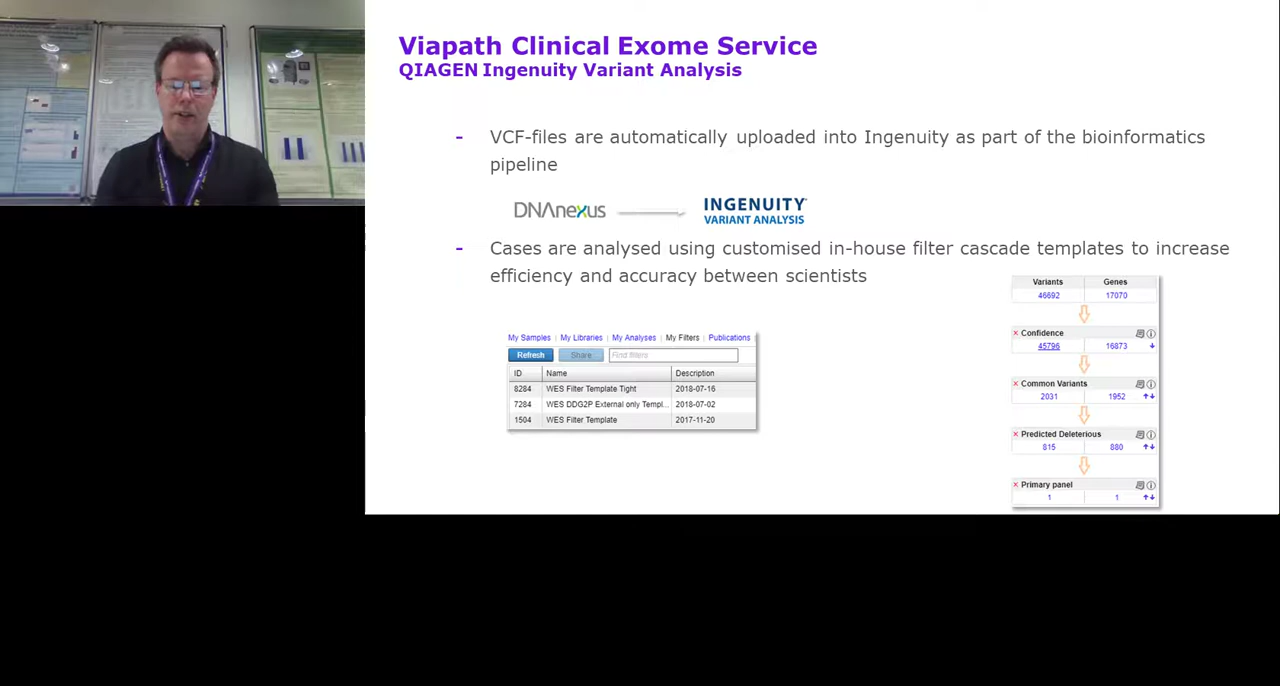 Viapath Clinical Exome Service
QIAGEN Ingenuity Variant Analysis
- VCF-files are automatically uploaded into Ingenuity as part of the bioinformatics
pipeline
DNAnexus
INGENUITY
VARIANT ANALYSIS
- Cases are analysed using customised in-house filter cascade templates to increase
efficiency and accuracy between scientists
My Samples | My Libraries | My Analyses | My Filters | Publications
Refresh Share Find filters
ID Name Description
8284 WES Filter Template Tight 2018-07-16
7284 WES DDG2P External only Templ... 2018-07-02
1504 WES Filter Template 2017-11-20
Variants Genes
46692 17070
Confidence
45796 16873
Common Variants
2031 1952
Predicted Deleterious
815 880
Primary panel
1 1